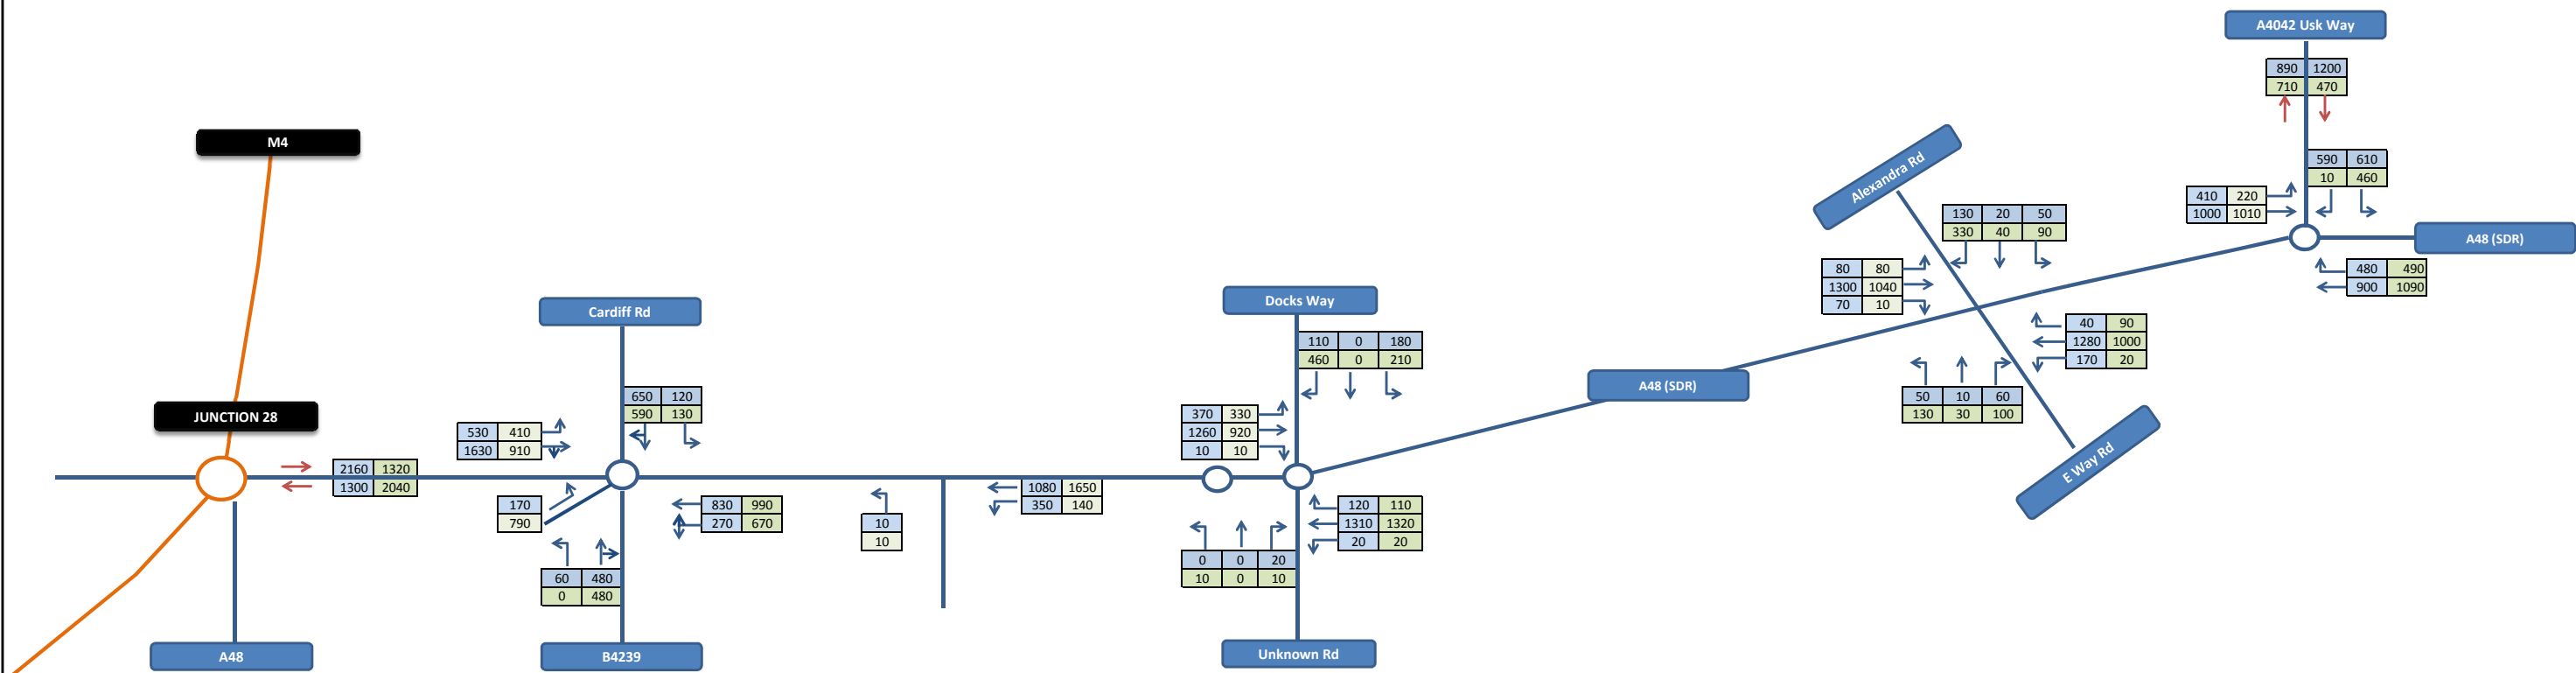 A4042 Usk Way
890 1200
710 470
M4
Alexandra Rd
590 610
10 460
410 220
1000 1010
A48 (SDR)
130 20 50
330 40 90
80 80
1300 1040
70 10
480 490
900 1090
Cardiff Rd
Docks Way
40 90
1280 1000
170 20
110 0 180
460 0 210
A48 (SDR)
50 10 60
130 30 100
JUNCTION 28
650 120
590 130
530 410
1630 910
370 330
1260 920
10 10
E Way Rd
2160 1320
1300 2040
1080 1650
350 140
170
790
830 990
270 670
10
10
120 110
1310 1320
20 20
0 0 20
10 0 10
60 480
0 480
A48
B4239
Unknown Rd